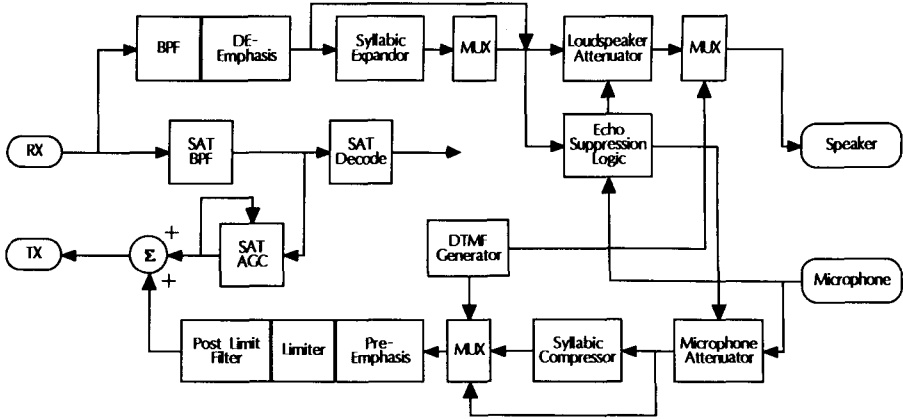 BPF
DE-
Emphasis
Syllabic
Expandor
MUX
Loudspeaker
Attenuator
MUX
RX
SAT
BPF
SAT
Decode
Echo
Suppression
Logic
Speaker
TX
+
Σ
+
SAT
AGC
DTMF
Generator
Microphone
Post Limit
Filter
Limiter
Pre-
Emphasis
MUX
Syllabic
Compressor
Microphone
Attenuator